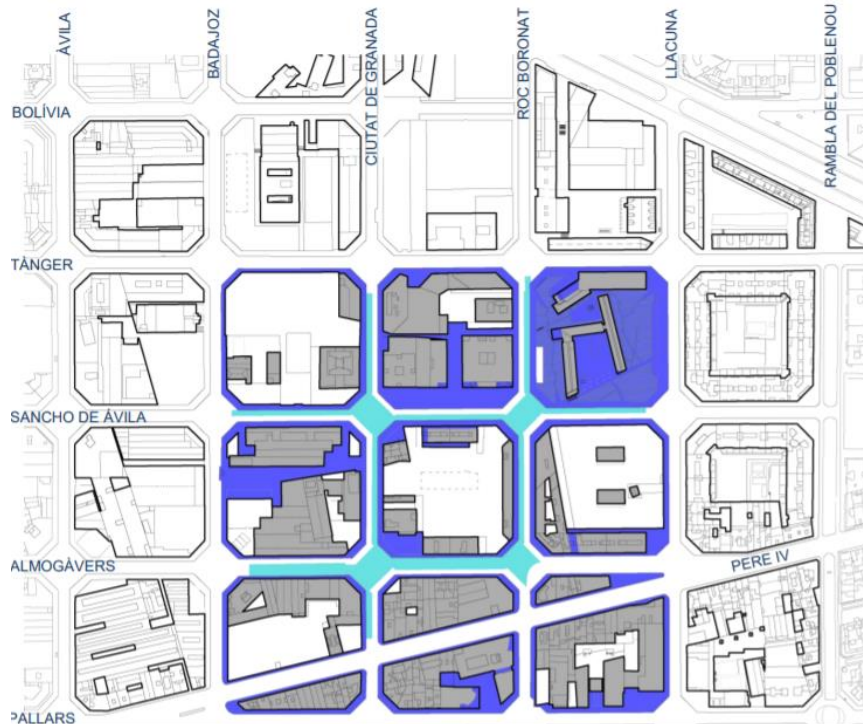 ÀVILA
BADAJOZ
CIUTAT DE GRANADA
ROC BORONAT
LLACUNA
RAMBLA DEL POBLENOU
BOLÍVIA
TÀNGER
SANCHO DE ÁVILA
ALMOGÀVERS
PERE IV
PALLARS